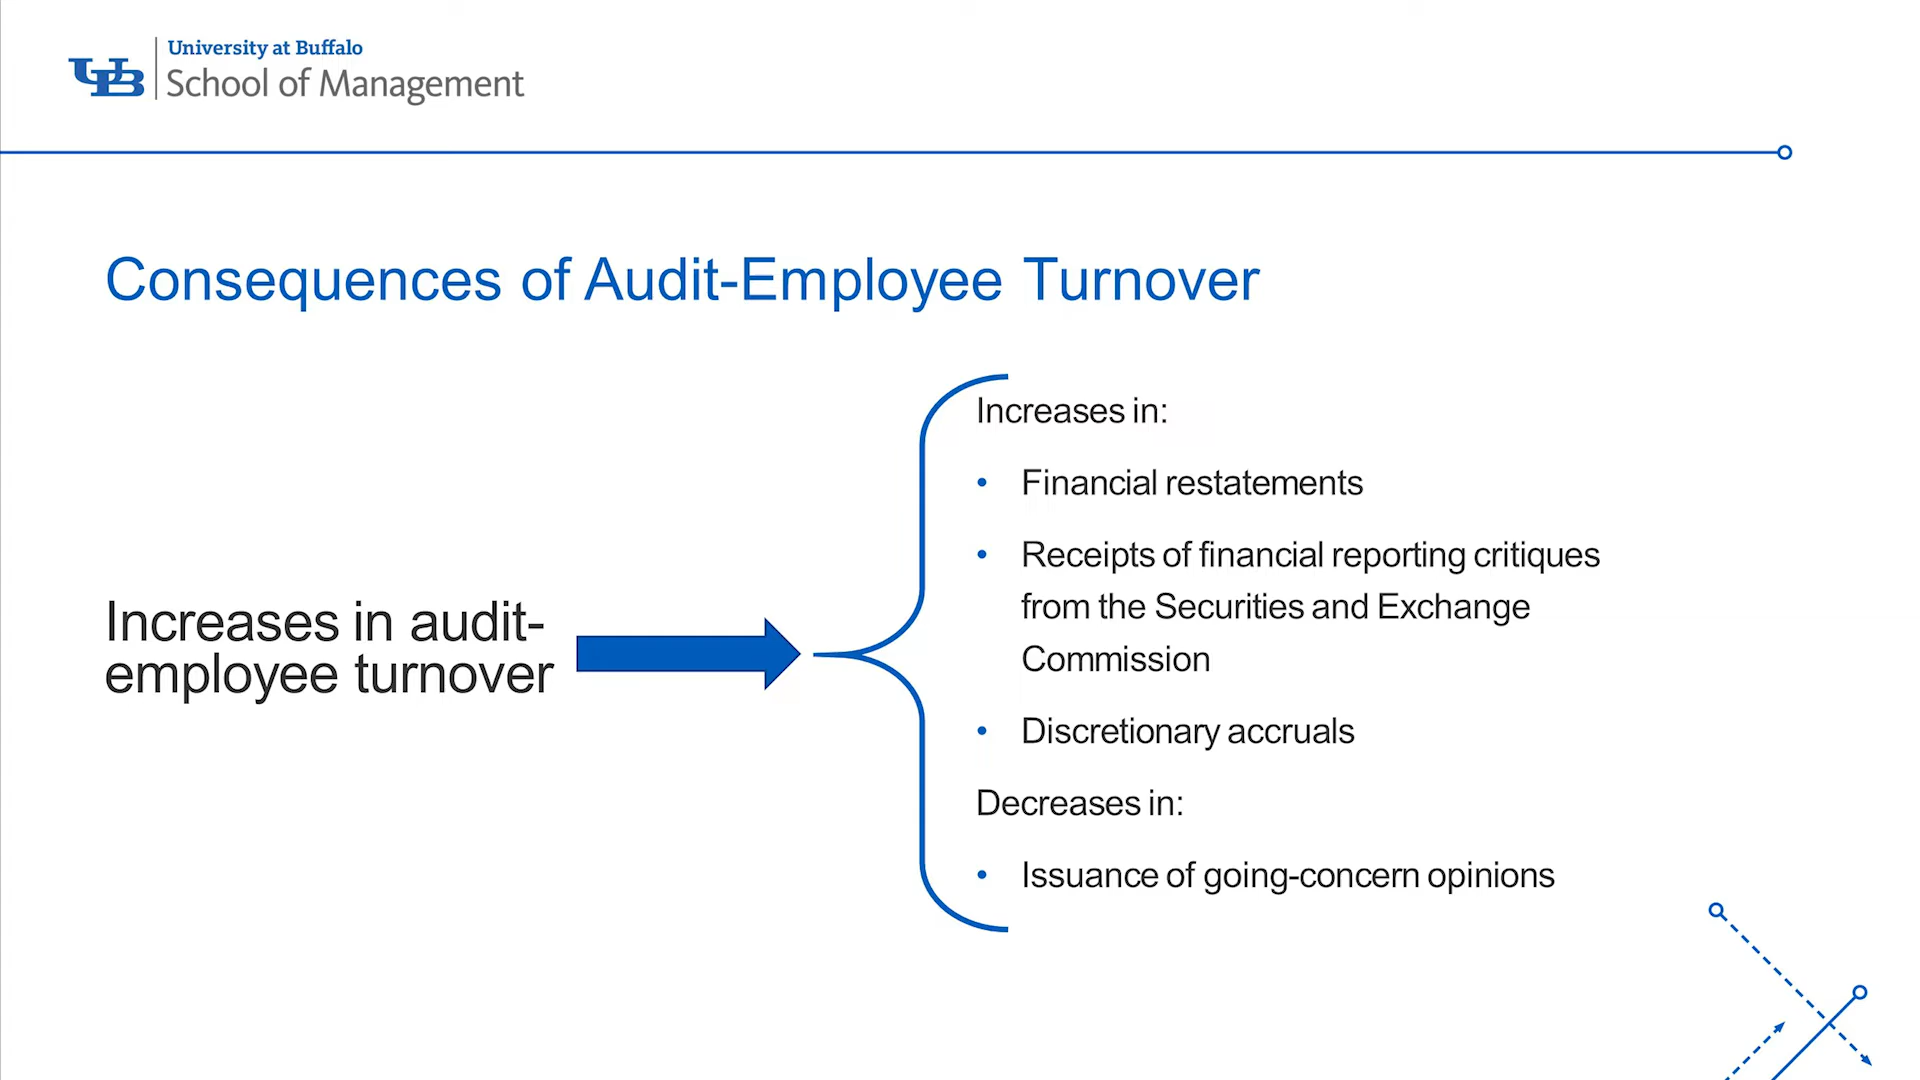 University at Buffalo
School of Management
Consequences of Audit-Employee Turnover
Increases in audit-
employee turnover
Increases in:
• Financial restatements
• Receipts of financial reporting critiques
from the Securities and Exchange
Commission
• Discretionary accruals
Decreases in:
• Issuance of going-concern opinions